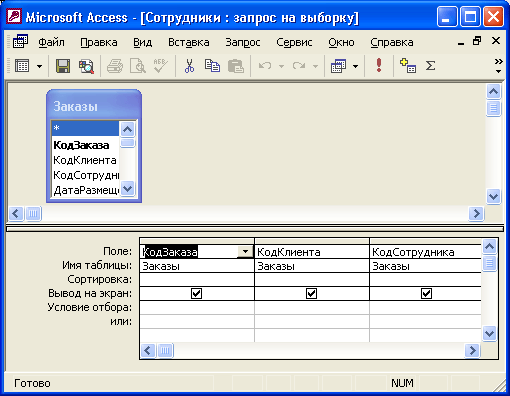 Microsoft Access - [Сотрудники : запрос на выборку]
Файл Правка Вид Вставка Запрос Сервис Окно Справка
Заказы
*
КодЗаказа
КодКлиента
КодСотрудни
ДатаРазмещ
Поле: КодЗаказа КодКлиента КодСотрудника
Имя таблицы: Заказы Заказы Заказы
Сортировка:
Вывод на экран:
Условие отбора:
или:
Готово NUM